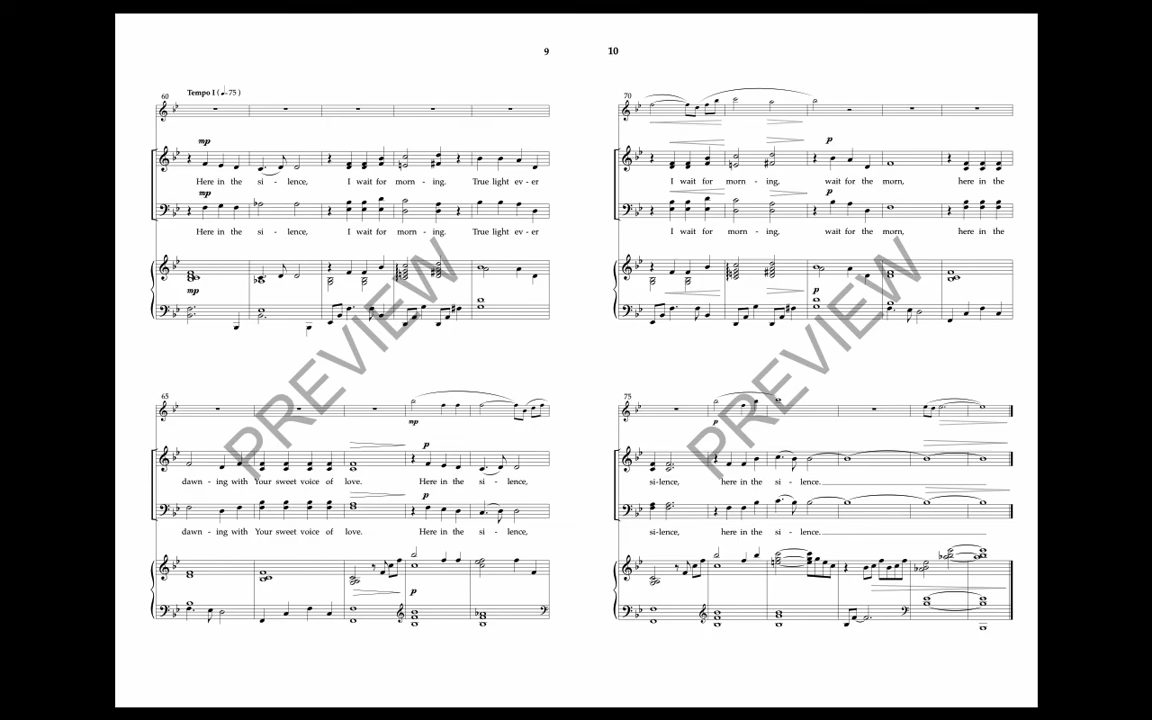 9
60
Tempo I (♩=75)
mp
Here in the si - lence, I wait for morn - ing. True light ev - er
mp
Here in the si - lence, I wait for morn - ing. True light ev - er
mp
65
mp
p
dawn - ing with Your sweet voice of love. Here in the si - lence,
p
dawn - ing with Your sweet voice of love. Here in the si - lence,
p
PREVIEW
10
70
p
I wait for morn - ing, wait for the morn, here in the
p
I wait for morn - ing, wait for the morn, here in the
p
75
p
si-lence, here in the si - lence.
si-lence, here in the si - lence.
PREVIEW